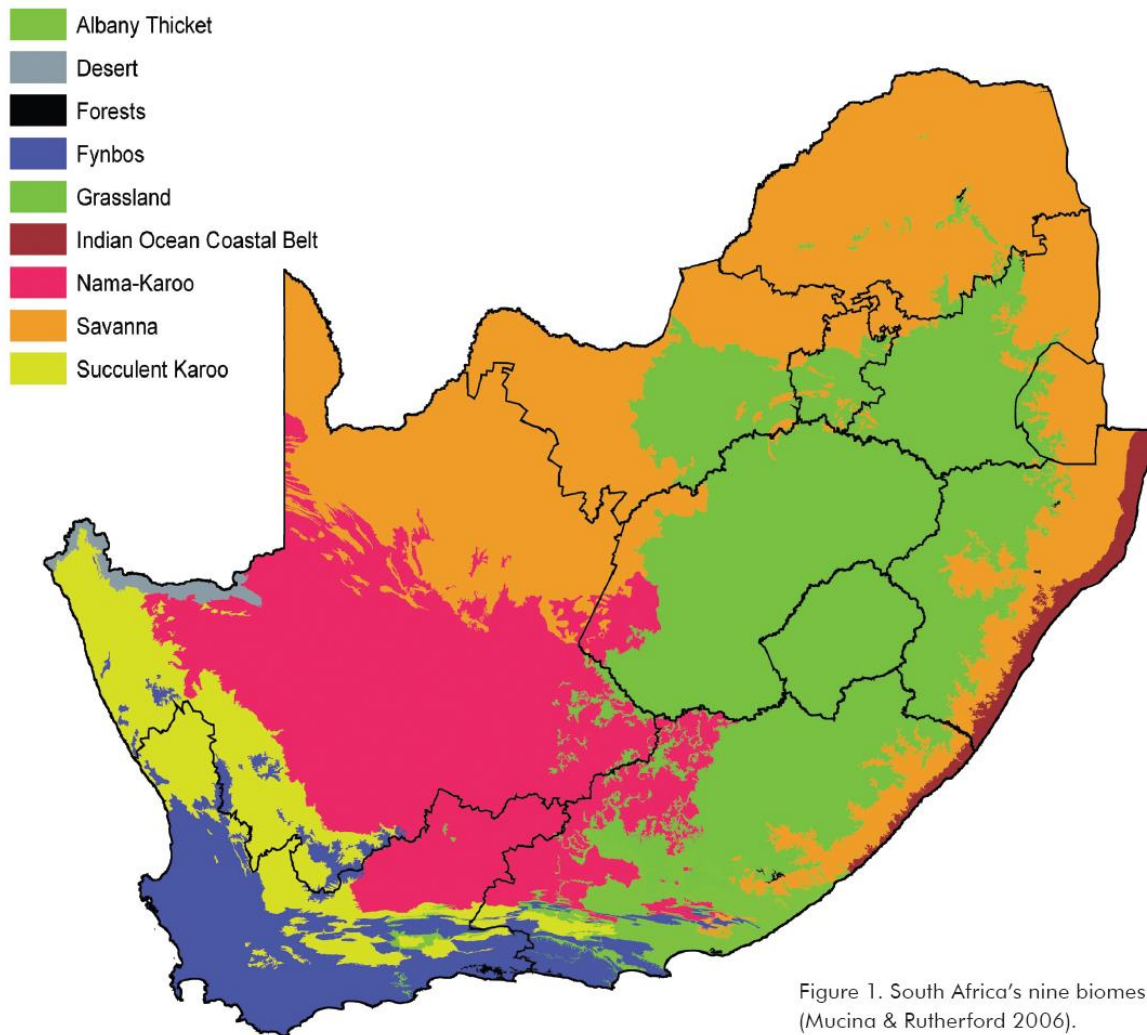 Albany Thicket
Desert
Forests
Fynbos
Grassland
Indian Ocean Coastal Belt
Nama-Karoo
Savanna
Succulent Karoo
Figure 1. South Africa's nine biomes
(Mucina & Rutherford 2006).